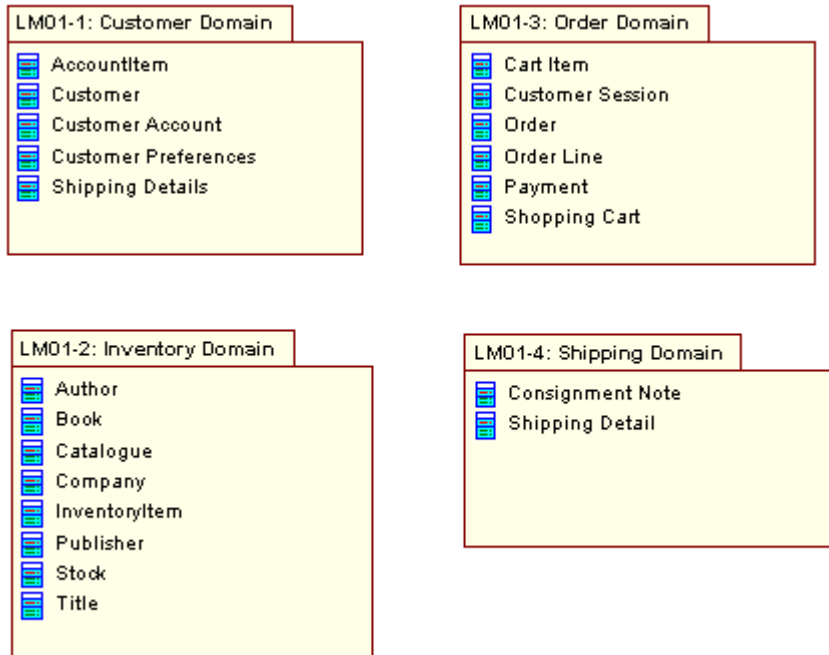 LM01-1: Customer Domain
AccountItem
Customer
Customer Account
Customer Preferences
Shipping Details
LM01-3: Order Domain
Cart Item
Customer Session
Order
Order Line
Payment
Shopping Cart
LM01-2: Inventory Domain
Author
Book
Catalogue
Company
InventoryItem
Publisher
Stock
Title
LM01-4: Shipping Domain
Consignment Note
Shipping Detail